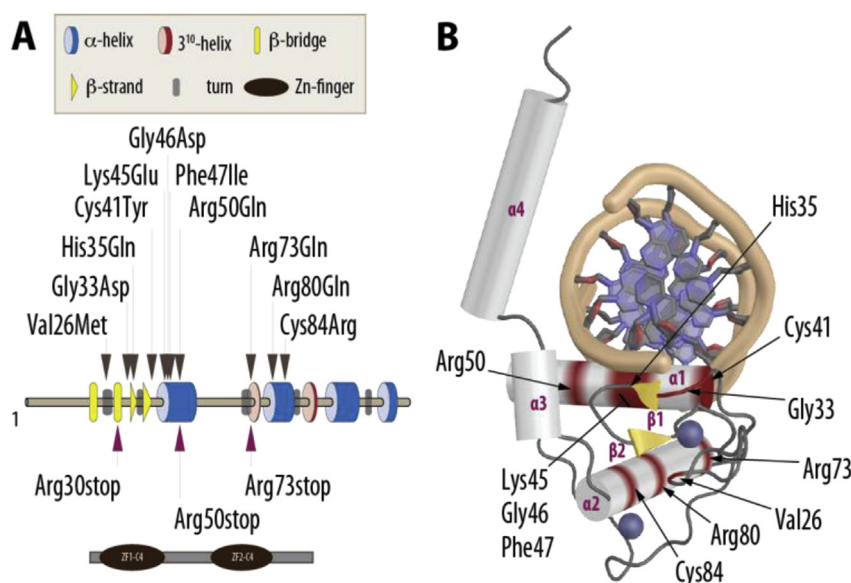 A
α-helix 3¹⁰-helix β-bridge
β-strand turn Zn-finger
Gly46Asp
Lys45Glu Phe47Ile
Cys41Tyr Arg50Gln
His35Gln Arg73Gln
Gly33Asp Arg80Gln
Val26Met Cys84Arg
1
Arg30stop Arg73stop
Arg50stop
ZF1-C4 ZF2-C4
B
α4
His35
Cys41
Arg50
α1
α3
Gly33
β1
β2
Lys45
Gly46
Phe47
Arg73
α2
Val26
Arg80
Cys84